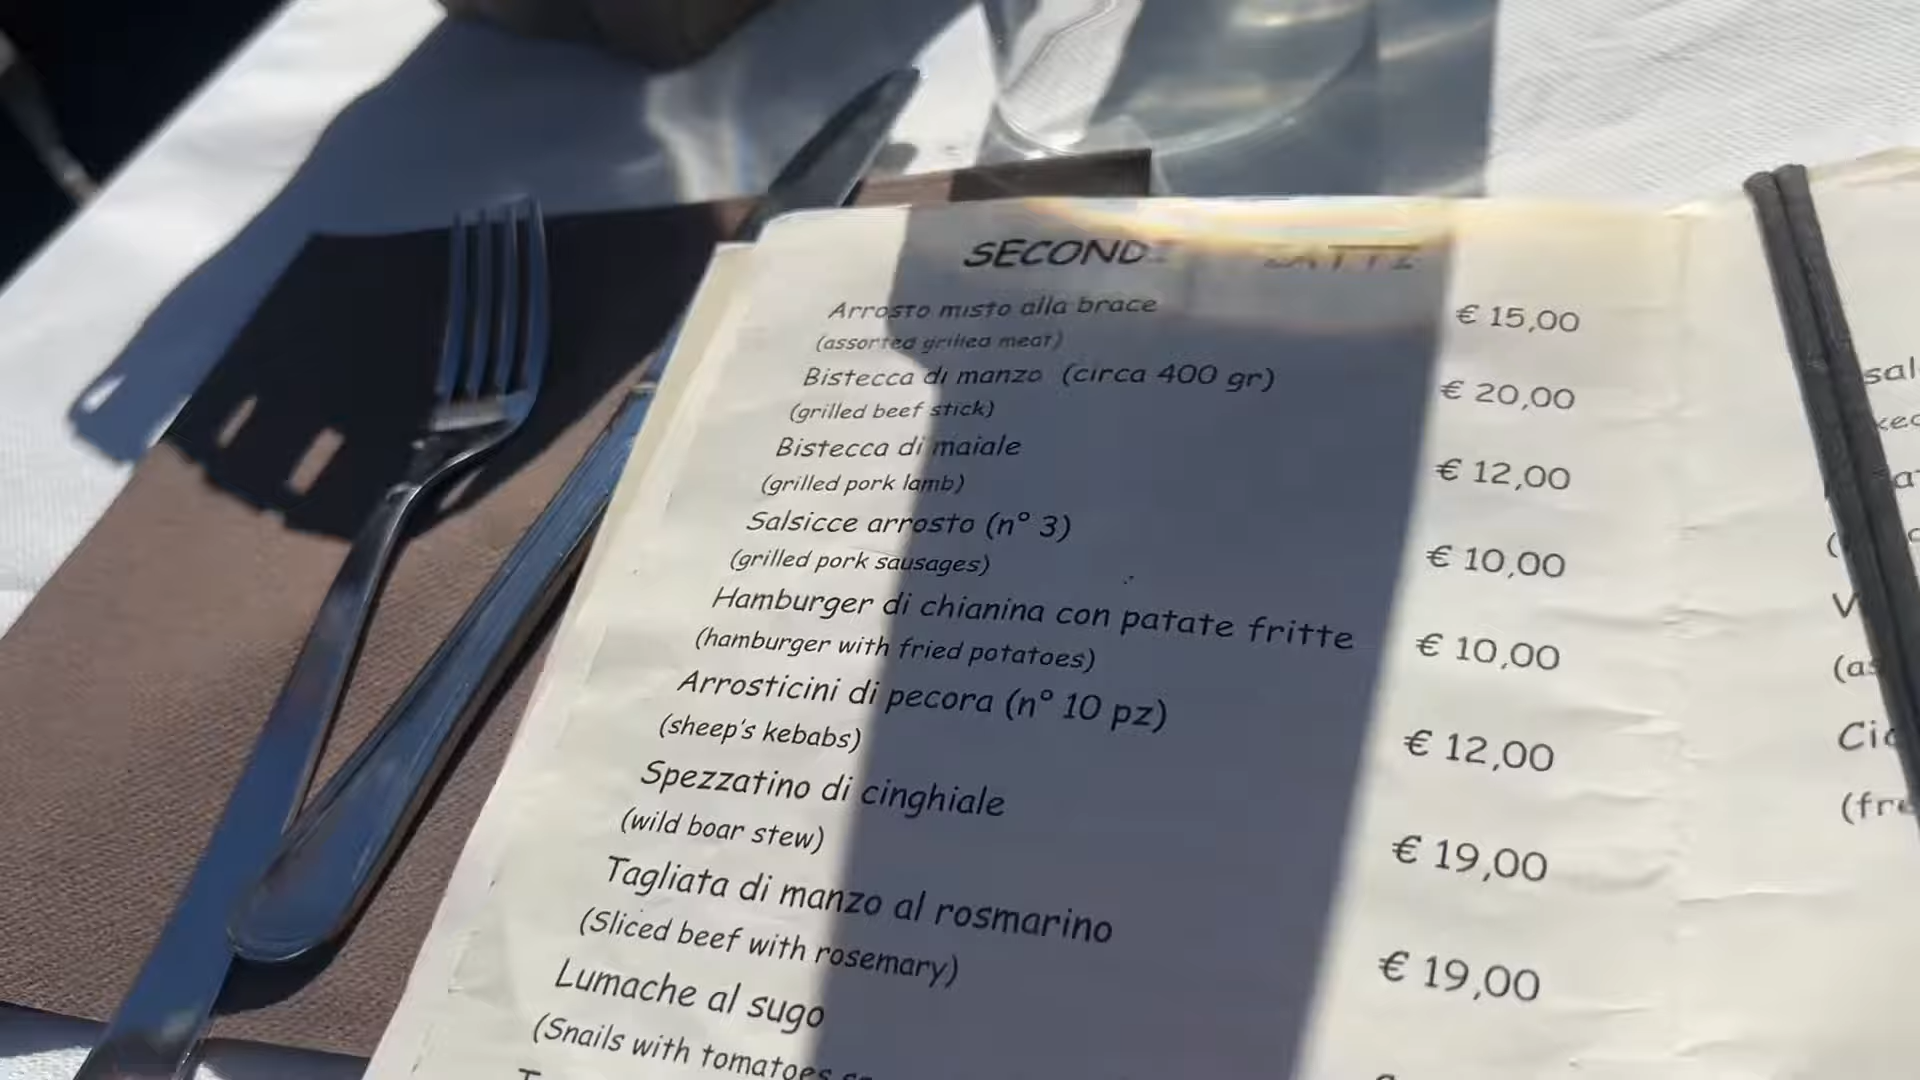 SECONDI PIATTI
Arrosto misto alla brace € 15,00
(assorted grilled meat)
Bistecca di manzo (circa 400 gr) € 20,00
(grilled beef stick)
Bistecca di maiale € 12,00
(grilled pork lamb)
Salsicce arrosto (n° 3) € 10,00
(grilled pork sausages)
Hamburger di chianina con patate fritte € 10,00
(hamburger with fried potatoes)
Arrosticini di pecora (n° 10 pz) € 12,00
(sheep's kebabs)
Spezzatino di cinghiale € 19,00
(wild boar stew)
Tagliata di manzo al rosmarino € 19,00
(Sliced beef with rosemary)
Lumache al sugo
(Snails with tomatoes
sal
(fre